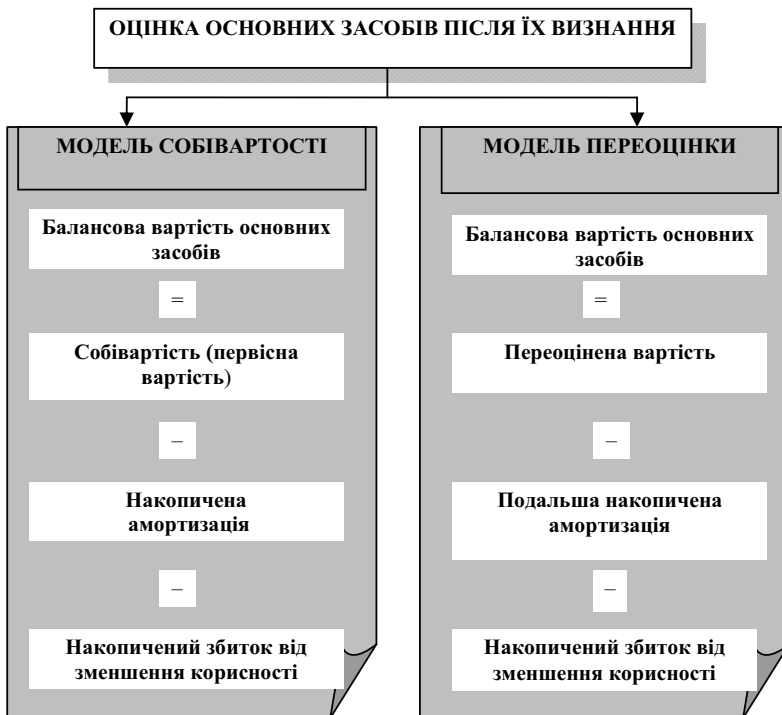 ОЦІНКА ОСНОВНИХ ЗАСОБІВ ПІСЛЯ ЇХ ВИЗНАННЯ
МОДЕЛЬ СОБІВАРТОСТІ
Балансова вартість основних
засобів
=
Собівартість (первісна
вартість)
–
Накопичена
амортизація
–
Накопичений збиток від
зменшення корисності
МОДЕЛЬ ПЕРЕОЦІНКИ
Балансова вартість основних
засобів
=
Переоцінена вартість
–
Подальша накопичена
амортизація
–
Накопичений збиток від
зменшення корисності